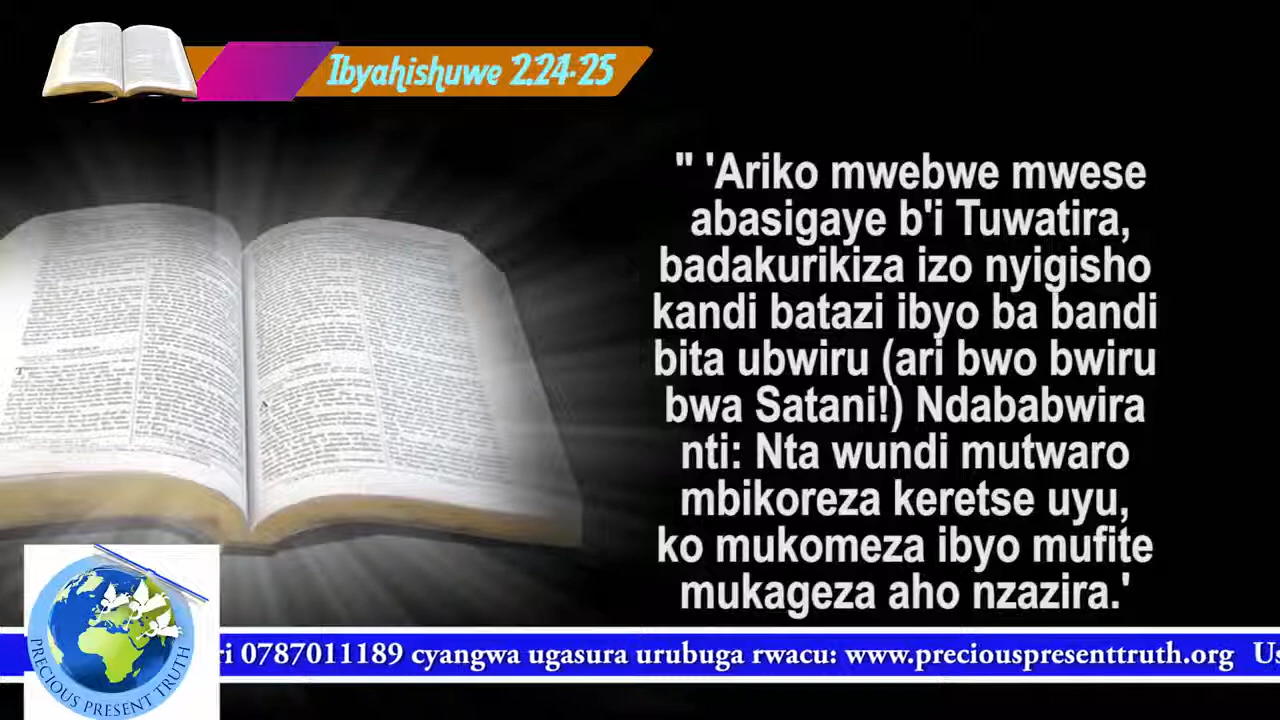 Ibyahishuwe 2:24-25
" 'Ariko mwebwe mwese
abasigaye b'i Tuwatira,
badakurikiza izo nyigisho
kandi batazi ibyo ba bandi
bita ubwiru (ari bwo bwiru
bwa Satani!) Ndababwira
nti: Nta wundi mutwaro
mbikoreza keretse uyu,
ko mukomeza ibyo mufite
mukageza aho nzazira.'
0787011189 cyangwa ugasura urubuga rwacu: www.preciouspresenttruth.org
PRECIOUS PRESENT TRUTH